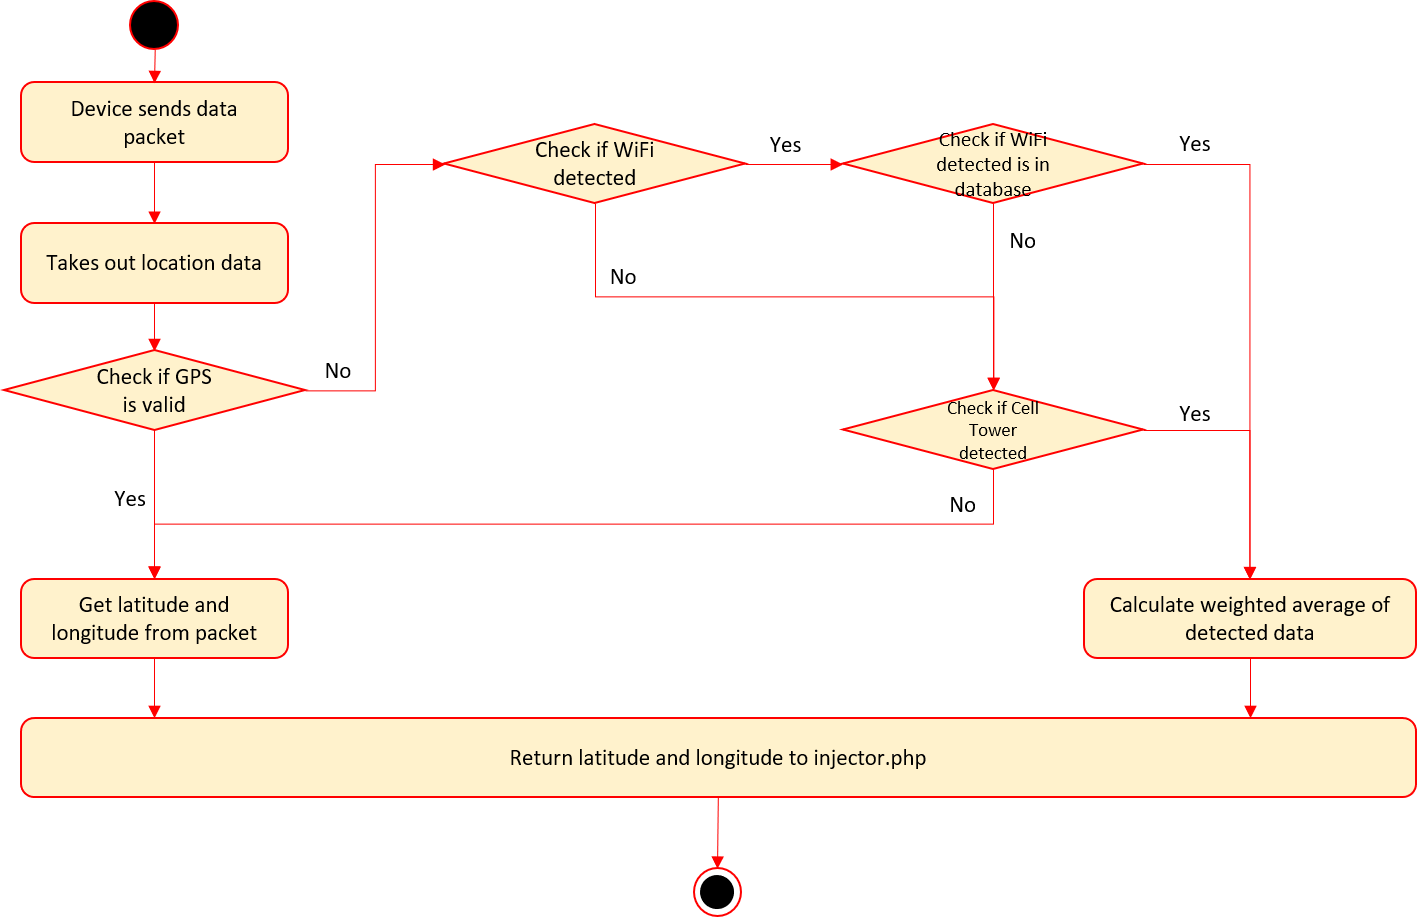 Device sends data
packet
Takes out location data
Check if GPS
is valid
No
Yes
Check if WiFi
detected
Yes
No
Check if WiFi
detected is in
database
Yes
No
Check if Cell
Tower
detected
Yes
No
Get latitude and
longitude from packet
Calculate weighted average of
detected data
Return latitude and longitude to injector.php